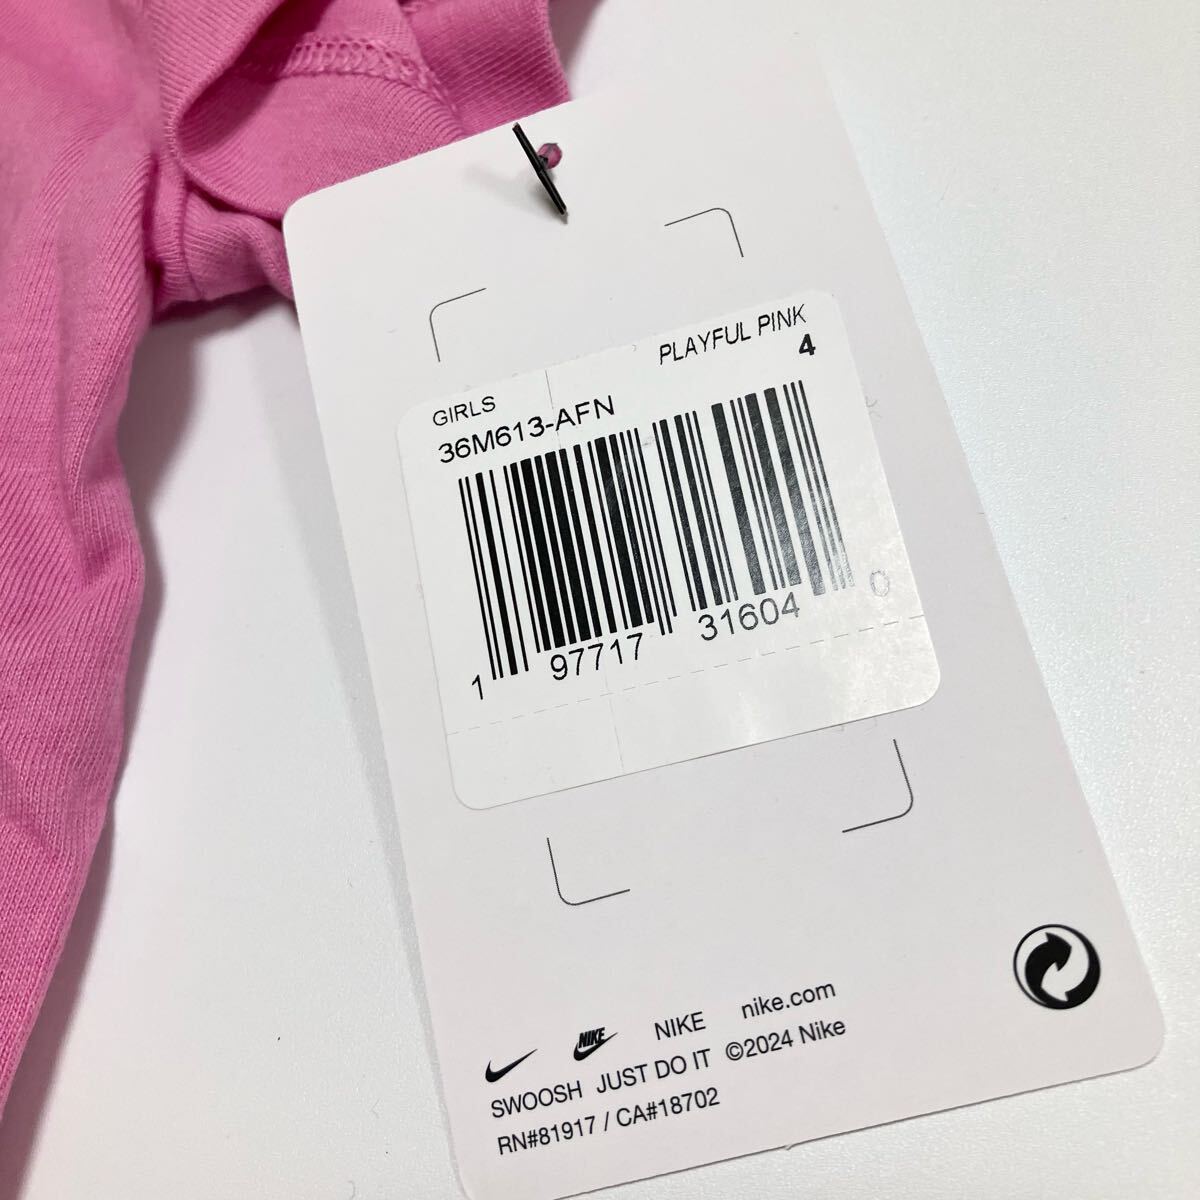 PLAYFUL PINK
4
GIRLS
36M613-AFN
1 97717 31604 0
NIKE NIKE nike.com
SWOOSH JUST DO IT ©2024 Nike
RN#81917 / CA#18702